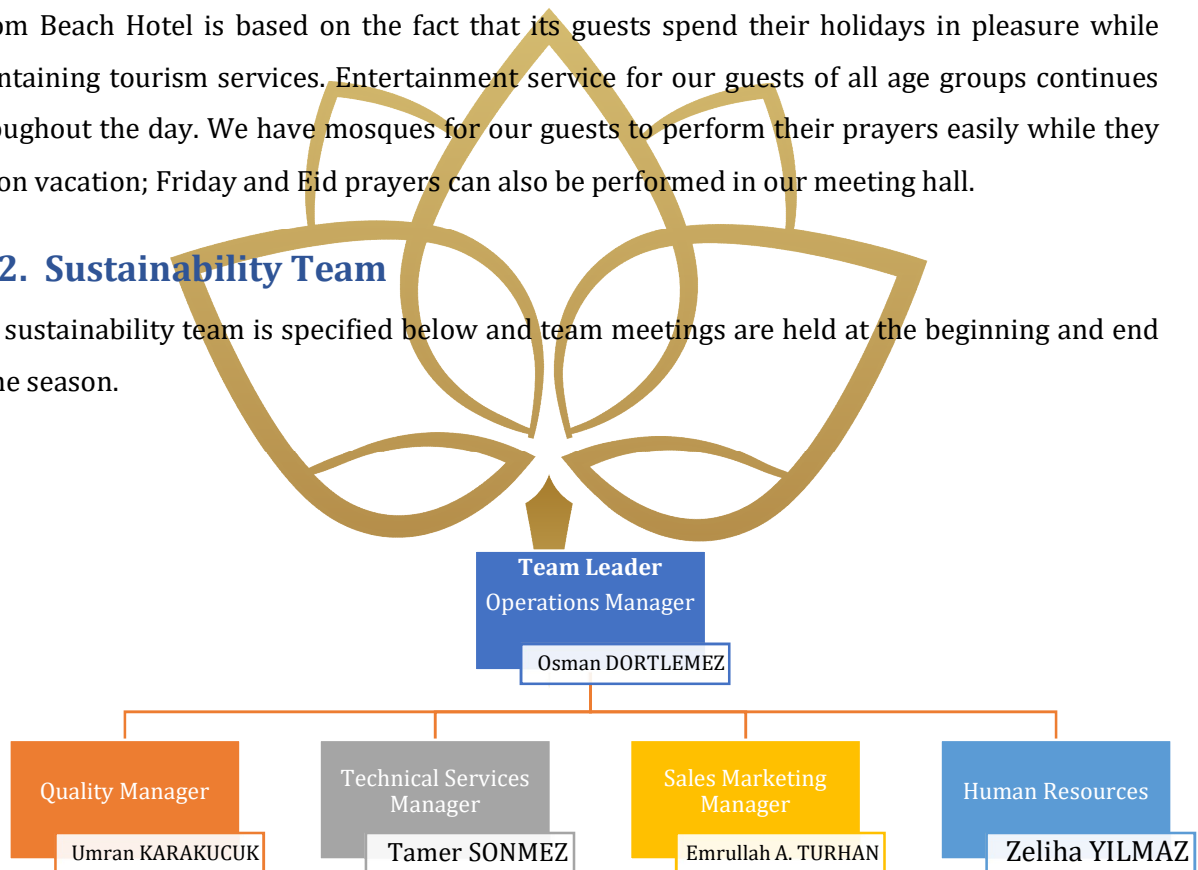 om Beach Hotel is based on the fact that its guests spend their holidays in pleasure while
ntaining tourism services. Entertainment service for our guests of all age groups continues
oughout the day. We have mosques for our guests to perform their prayers easily while they
on vacation; Friday and Eid prayers can also be performed in our meeting hall.
2. Sustainability Team
sustainability team is specified below and team meetings are held at the beginning and end
ne season.
Team Leader
Operations Manager
Osman DORTLEMEZ
Quality Manager
Umran KARAKUCUK
Technical Services
Manager
Tamer SONMEZ
Sales Marketing
Manager
Emrullah A. TURHAN
Human Resources
Zeliha YILMAZ